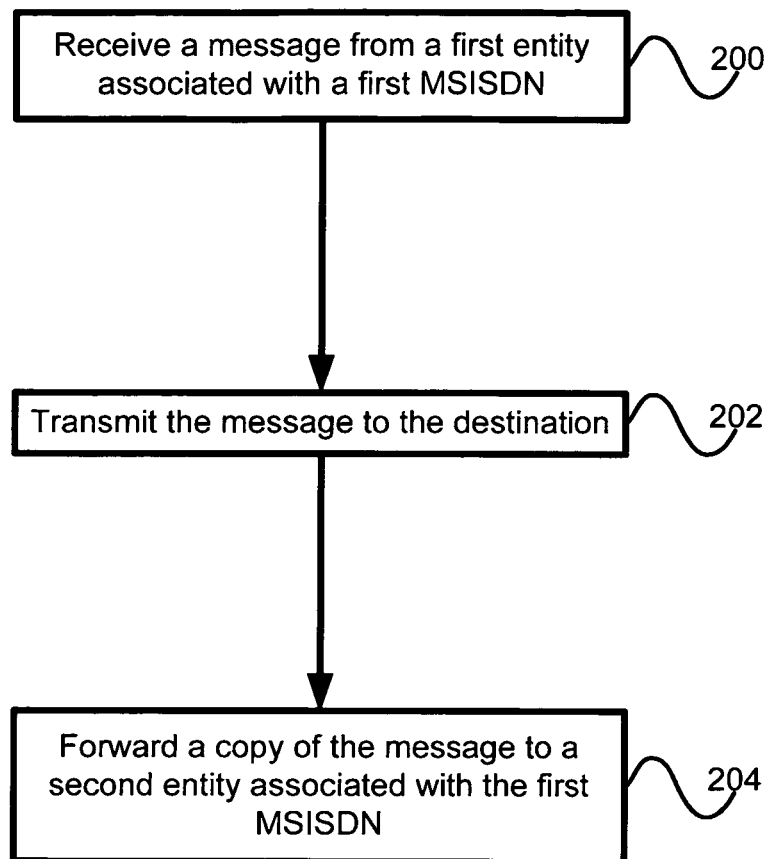 Receive a message from a first entity
associated with a first MSISDN
200
Transmit the message to the destination
202
Forward a copy of the message to a
second entity associated with the first
MSISDN
204